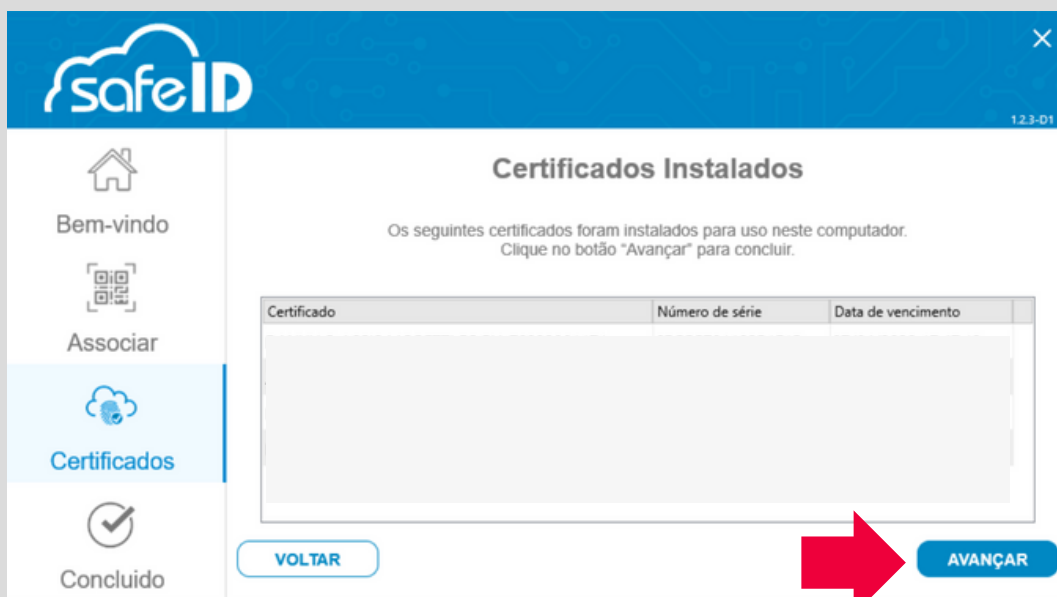 safeID
1.2.3-D1
Bem-vindo
Associar
Certificados
Concluido
Certificados Instalados
Os seguintes certificados foram instalados para uso neste computador.
Clique no botão "Avançar" para concluir.
Certificado Número de série Data de vencimento
VOLTAR
AVANÇAR